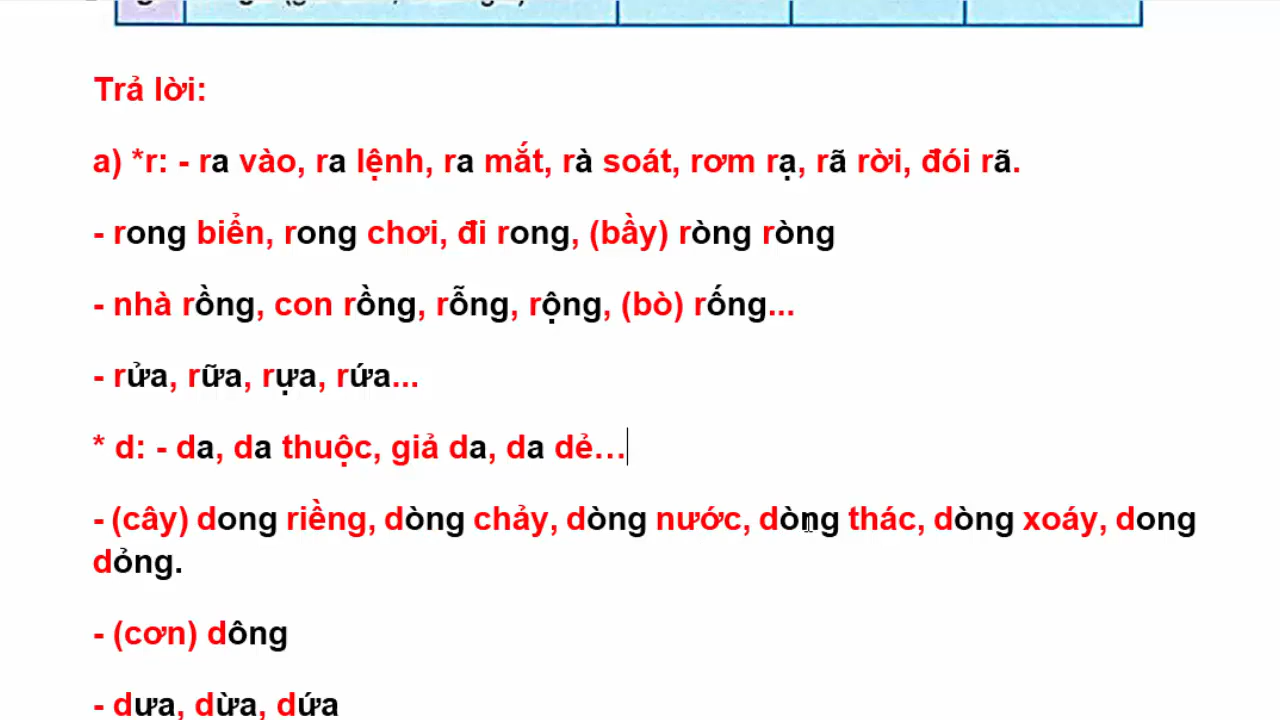 Trả lời:
a) *r: - ra vào, ra lệnh, ra mắt, rà soát, rơm rạ, rã rời, đói rã.
- rong biển, rong chơi, đi rong, (bầy) ròng ròng
- nhà rồng, con rồng, rỗng, rộng, (bò) rống...
- rửa, rữa, rựa, rứa...
* d: - da, da thuộc, giả da, da dẻ…
- (cây) dong riềng, dòng chảy, dòng nước, dòng thác, dòng xoáy, dong
dỏng.
- (cơn) dông
- dưa, dừa, dứa